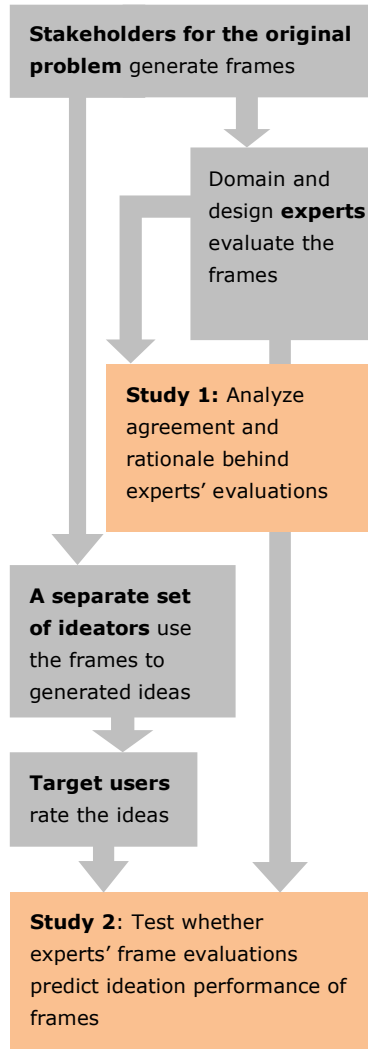 Stakeholders for the original
problem generate frames
Domain and
design experts
evaluate the
frames
Study 1: Analyze
agreement and
rationale behind
experts’ evaluations
A separate set
of ideators use
the frames to
generated ideas
Target users
rate the ideas
Study 2: Test whether
experts’ frame evaluations
predict ideation performance of
frames